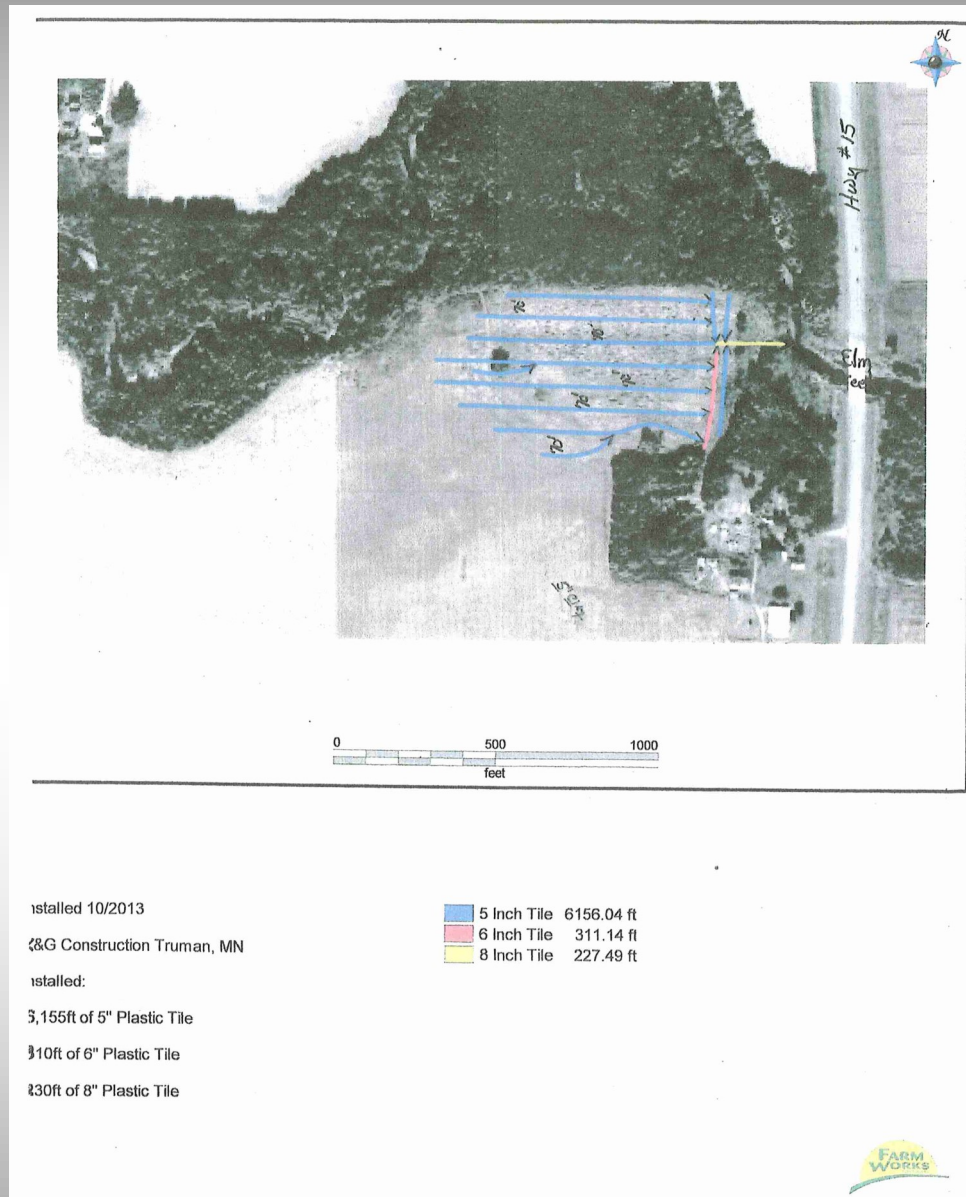 N
Hwy #15
Elm
0 500 1000
feet
5 Inch Tile 6156.04 ft
6 Inch Tile 311.14 ft
8 Inch Tile 227.49 ft
nstalled 10/2013
&G Construction Truman, MN
nstalled:
,155ft of 5" Plastic Tile
10ft of 6" Plastic Tile
30ft of 8" Plastic Tile
FARM
WORKS